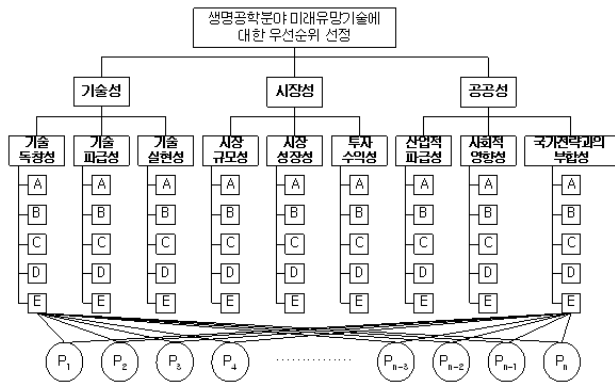 생명공학분야 미래유망기술에
대한 우선순위 선정
기술성 시장성 공공성
기술 기술 기술 시장 시장 투자 산업적 사회적 국가전략과의
독창성 파급성 실현성 규모성 성장성 수익성 파급성 영향성 부합성
A A A A A A A A A
B B B B B B B B B
C C C C C C C C C
D D D D D D D D D
E E E E E E E E E
P1 P2 P3 P4 ················ Pn-3 Pn-2 Pn-1 Pn